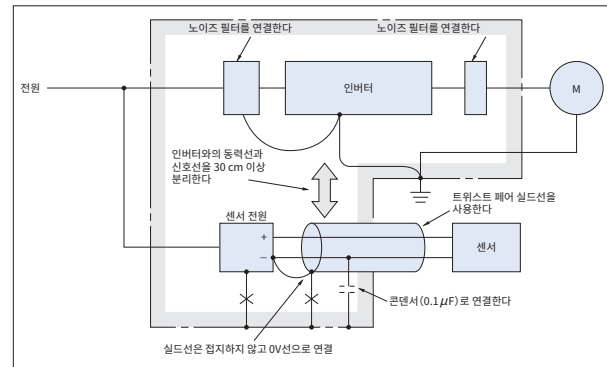 노이즈 필터를 연결한다
노이즈 필터를 연결한다
전원
인버터
M
인버터와의 동력선과
신호선을 30 cm 이상
분리한다
트위스트 페어 실드선을
사용한다
센서 전원
+
−
센서
콘덴서(0.1μF)로 연결한다
실드선은 접지하지 않고 0V선으로 연결